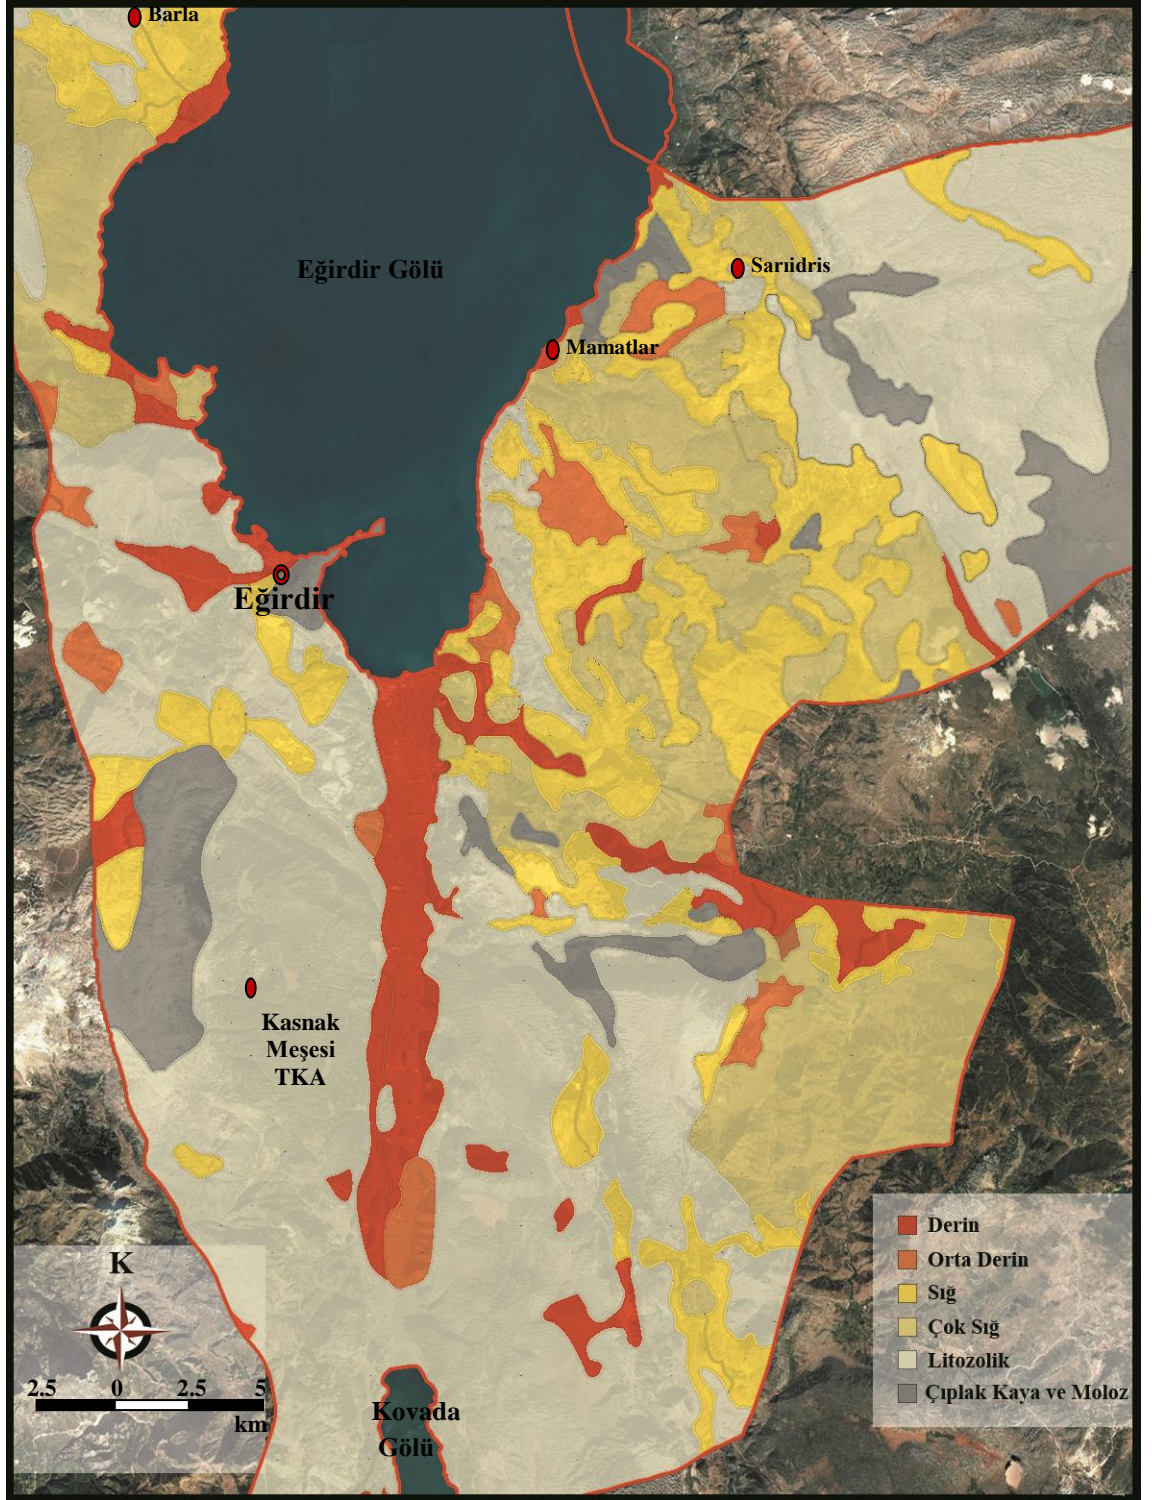 Barla
Eğirdir Gölü
Sarıidris
Mamatlar
Eğirdir
Kasnak
Meşesi
TKA
Derin
Orta Derin
Sığ
Çok Sığ
Litozolik
Çıplak Kaya ve Moloz
K
2.5 0 2.5 5
km
Kovada
Gölü